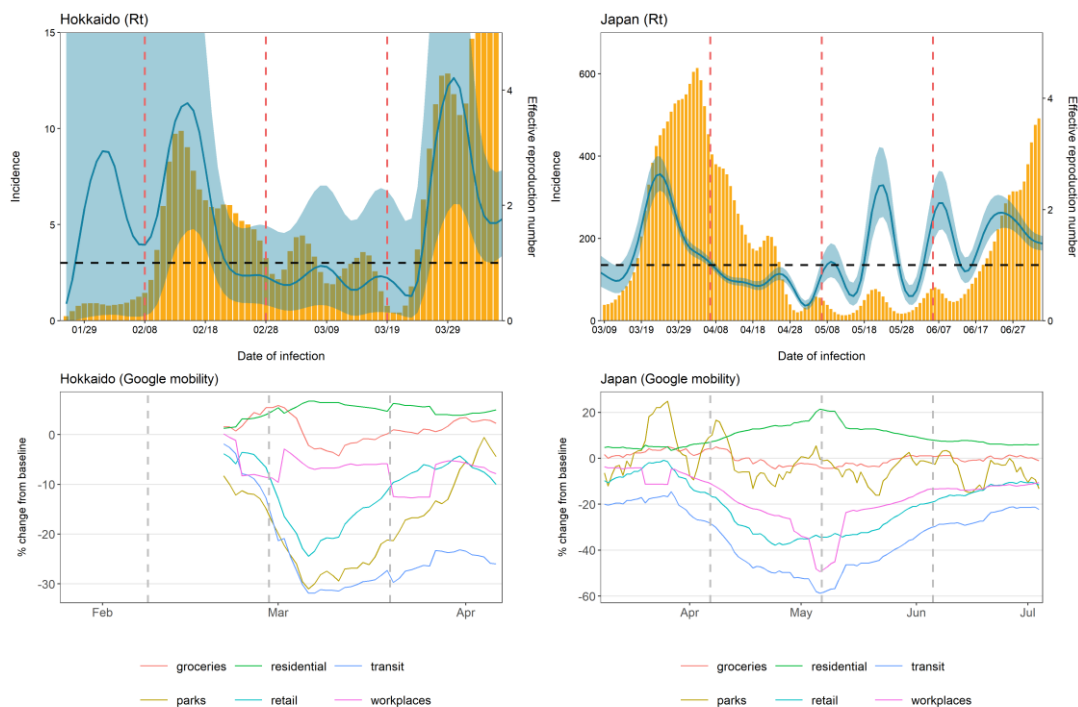 Hokkaido (Rt)
15
10
5
0
4
2
0
Incidence
Effective reproduction number
01/29 02/08 02/18 02/28 03/09 03/19 03/29
Date of infection
Japan (Rt)
600
400
200
0
4
2
0
Incidence
Effective reproduction number
03/09 03/19 03/29 04/08 04/18 04/28 05/08 05/18 05/28 06/07 06/17 06/27
Date of infection
Hokkaido (Google mobility)
0
-10
-20
-30
% change from baseline
Feb Mar Apr
groceries residential transit
parks retail workplaces
Japan (Google mobility)
20
0
-20
-40
-60
% change from baseline
Apr May Jun Jul
groceries residential transit
parks retail workplaces